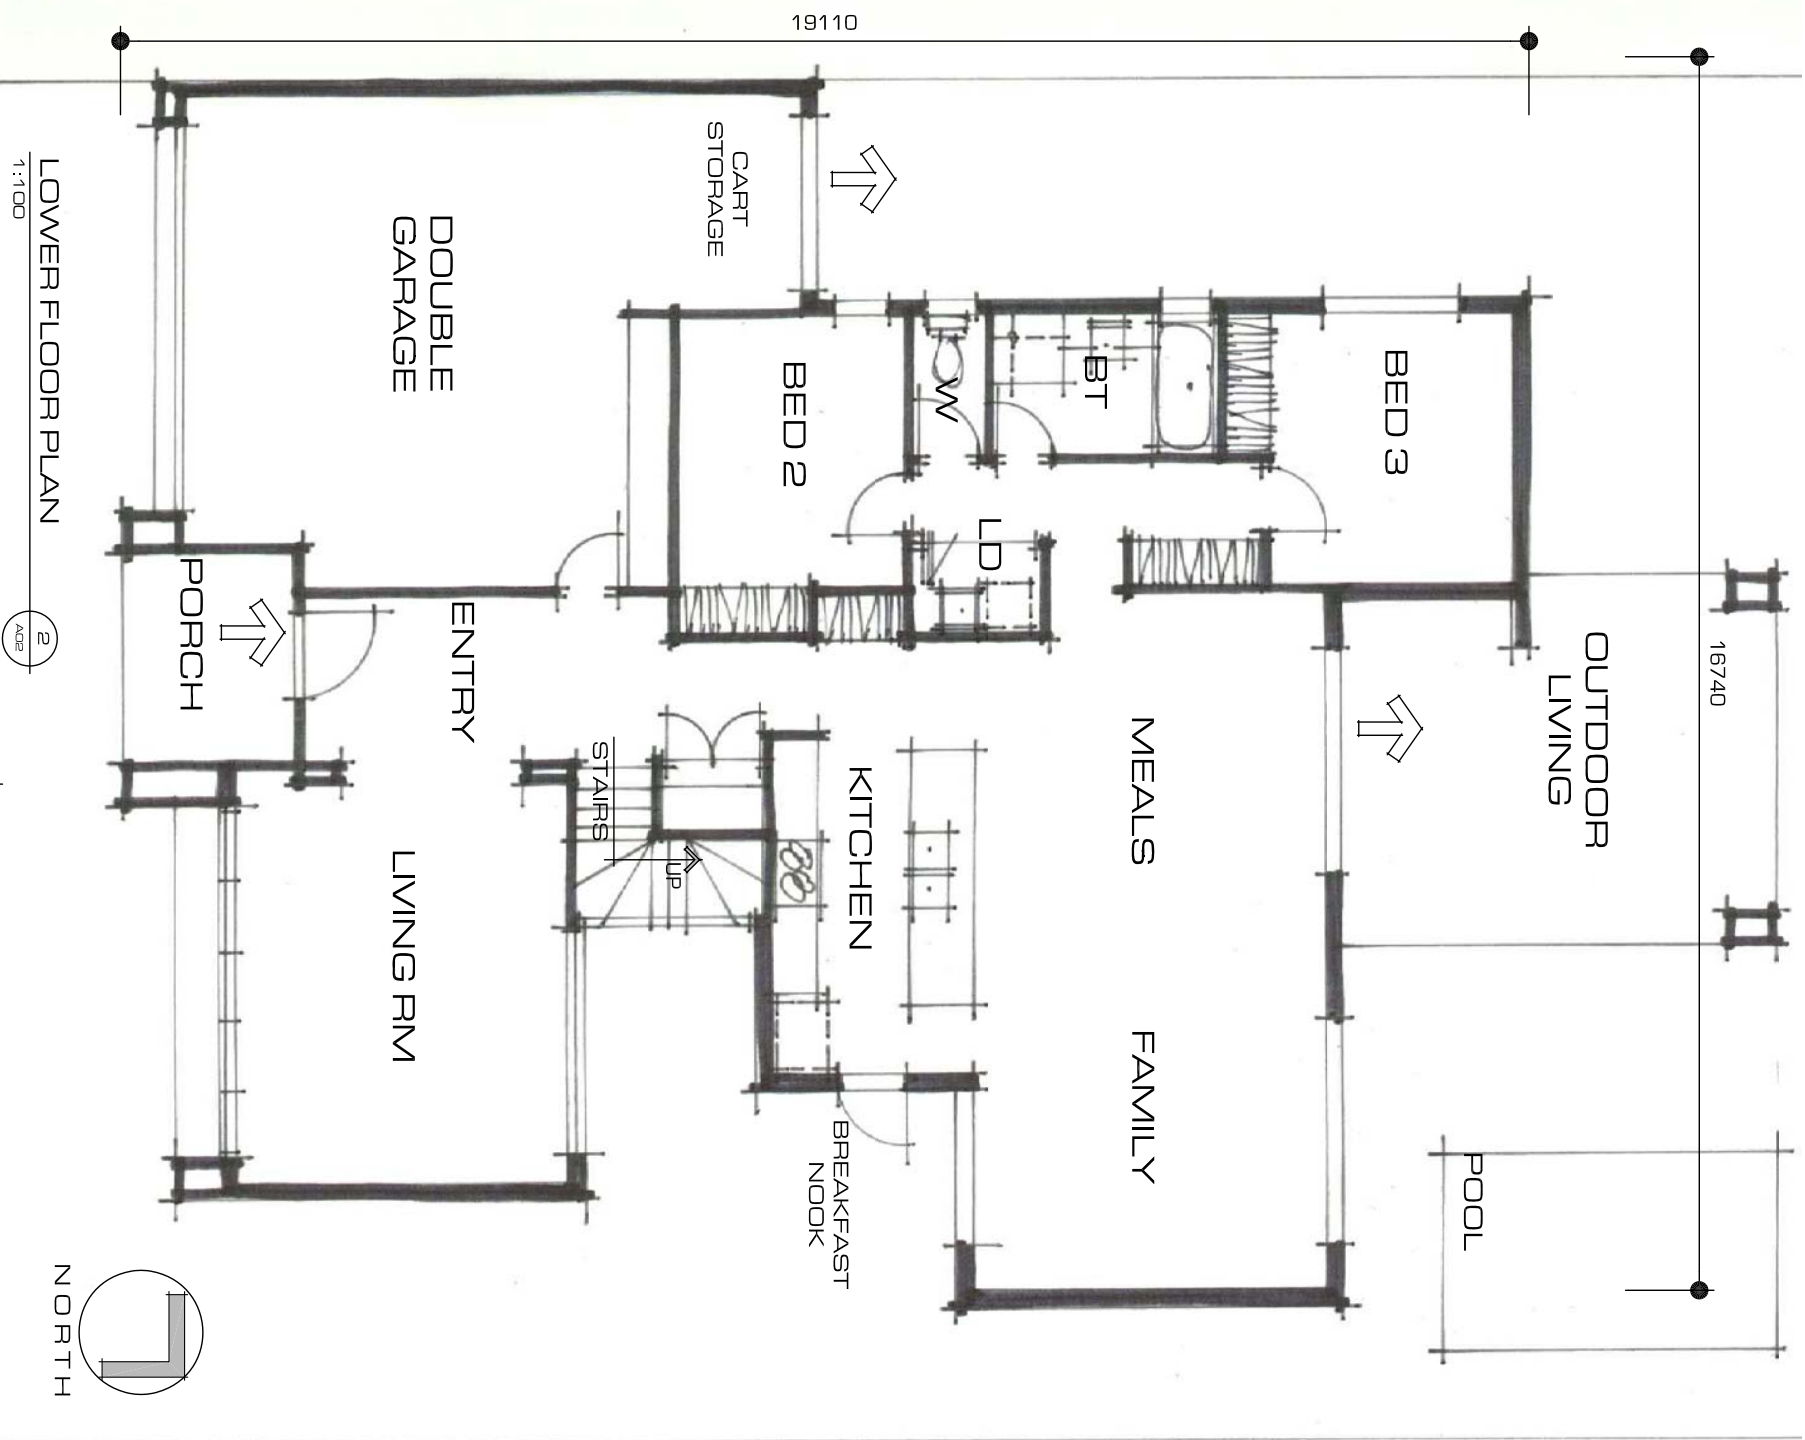 19110
16740
CART
STORAGE
DOUBLE
GARAGE
BED 2
W
BT
BED 3
LD
PORCH
ENTRY
STAIRS
UP
KITCHEN
MEALS
OUTDOOR
LIVING
LIVING RM
FAMILY
BREAKFAST
NOOK
POOL
LOWER FLOOR PLAN
1:100
2
A02
NORTH